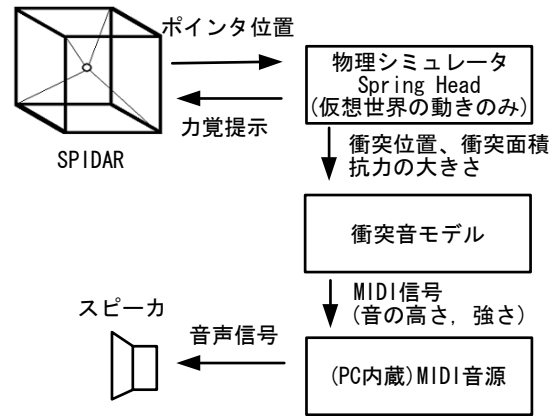 ポインタ位置
物理シミュレータ
Spring Head
(仮想世界の動きのみ)
力覚提示
SPIDAR
衝突位置、衝突面積
抗力の大きさ
衝突音モデル
MIDI信号
(音の高さ, 強さ)
スピーカ
音声信号
(PC内蔵)MIDI音源